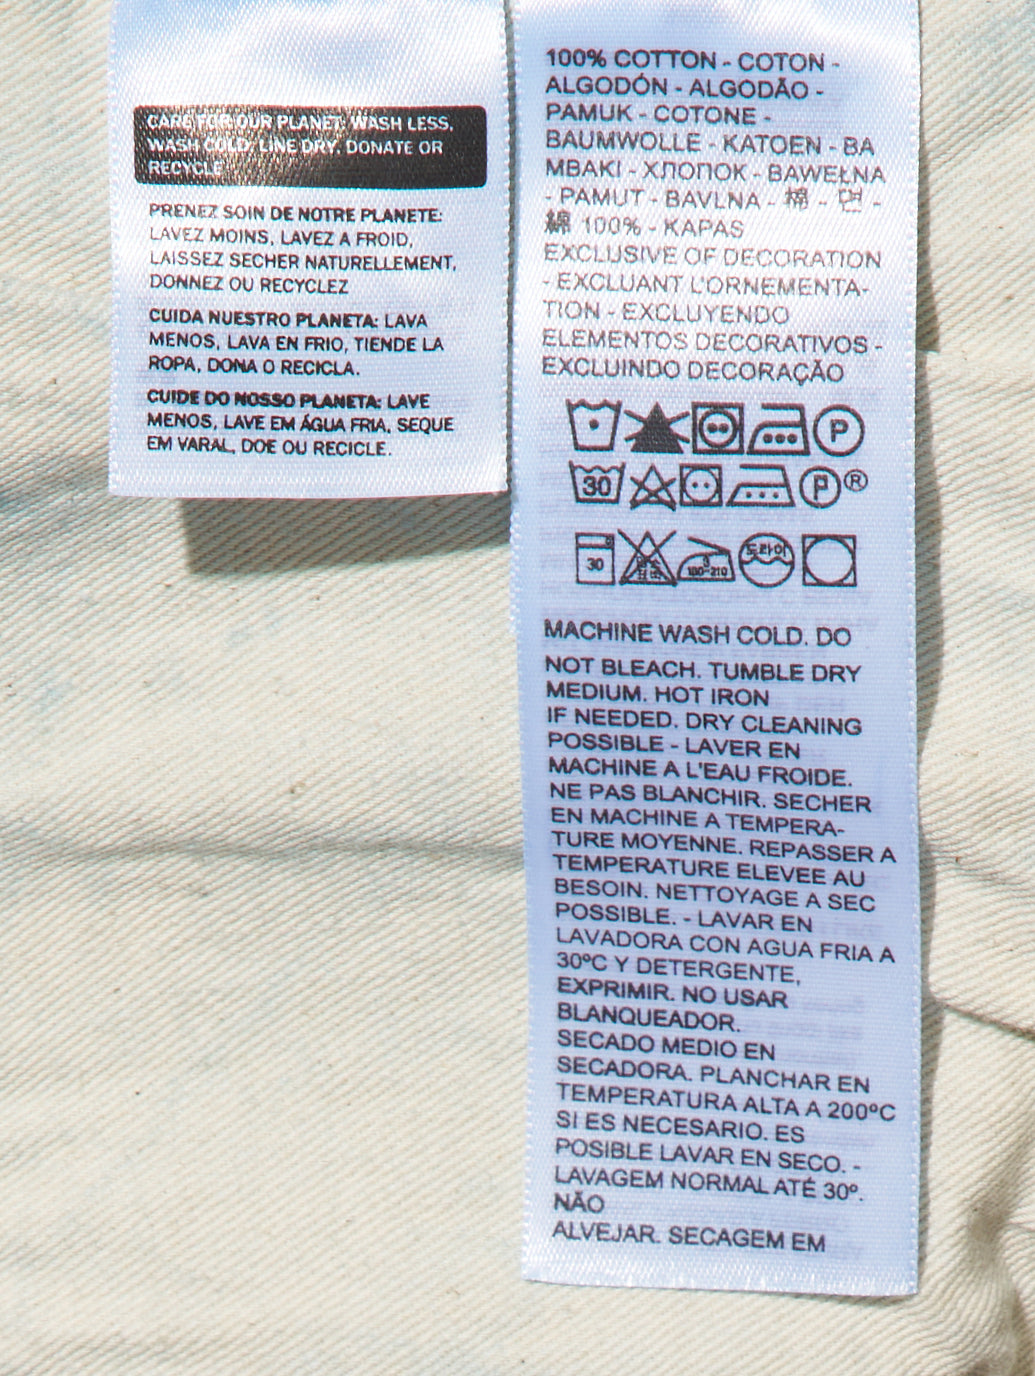 CARE FOR OUR PLANET: WASH LESS,
WASH COLD, LINE DRY, DONATE OR
RECYCLE
PRENEZ SOIN DE NOTRE PLANETE:
LAVEZ MOINS, LAVEZ A FROID,
LAISSEZ SECHER NATURELLEMENT,
DONNEZ OU RECYCLEZ
CUIDA NUESTRO PLANETA: LAVA
MENOS, LAVA EN FRIO, TIENDE LA
ROPA, DONA O RECICLA.
CUIDE DO NOSSO PLANETA: LAVE
MENOS, LAVE EM ÁGUA FRIA, SEQUE
EM VARAL, DOE OU RECICLE.
100% COTTON - COTON -
ALGODÓN - ALGODÃO -
PAMUK - COTONE -
BAUMWOLLE - KATOEN - BA
MBAKI - ХЛОПОК - BAWEŁNA
- PAMUT - BAVLNA - 棉 - 면 -
綿 100% - KAPAS
EXCLUSIVE OF DECORATION
- EXCLUANT L'ORNEMENTA-
TION - EXCLUYENDO
ELEMENTOS DECORATIVOS -
EXCLUINDO DECORAÇÃO
P
30 P ®
30 3 180-210 드라이
MACHINE WASH COLD. DO
NOT BLEACH. TUMBLE DRY
MEDIUM. HOT IRON
IF NEEDED. DRY CLEANING
POSSIBLE - LAVER EN
MACHINE A L'EAU FROIDE.
NE PAS BLANCHIR. SECHER
EN MACHINE A TEMPERA-
TURE MOYENNE. REPASSER A
TEMPERATURE ELEVEE AU
BESOIN. NETTOYAGE A SEC
POSSIBLE. - LAVAR EN
LAVADORA CON AGUA FRIA A
30ºC Y DETERGENTE,
EXPRIMIR. NO USAR
BLANQUEADOR.
SECADO MEDIO EN
SECADORA. PLANCHAR EN
TEMPERATURA ALTA A 200ºC
SI ES NECESARIO. ES
POSIBLE LAVAR EN SECO. -
LAVAGEM NORMAL ATÉ 30º.
NÃO
ALVEJAR. SECAGEM EM